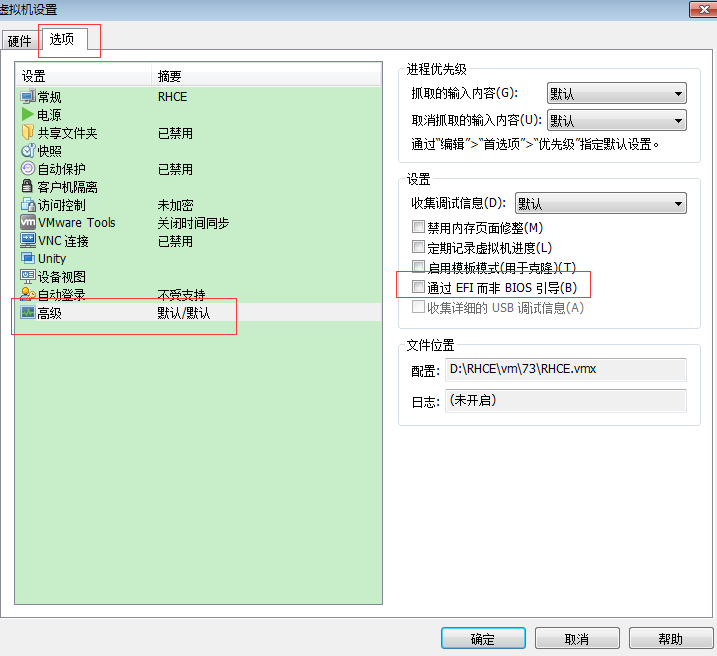 虚拟机设置
硬件 选项
设置 摘要
常规 RHCE
电源
共享文件夹 已禁用
快照
自动保护 已禁用
客户机隔离
访问控制 未加密
VMware Tools 关闭时间同步
VNC 连接 已禁用
Unity
设备视图
自动登录 不受支持
高级 默认/默认
进程优先级
抓取的输入内容(G): 默认
取消抓取的输入内容(U): 默认
通过“编辑”>“首选项”>“优先级”指定默认设置。
设置
收集调试信息(D): 默认
禁用内存页面修整(M)
定期记录虚拟机进度(L)
启用模板模式(用于克隆)(T)
通过 EFI 而非 BIOS 引导(B)
收集详细的 USB 调试信息(A)
文件位置
配置: D:\RHCE\vm\73\RHCE.vmx
日志: (未开启)
确定 取消 帮助